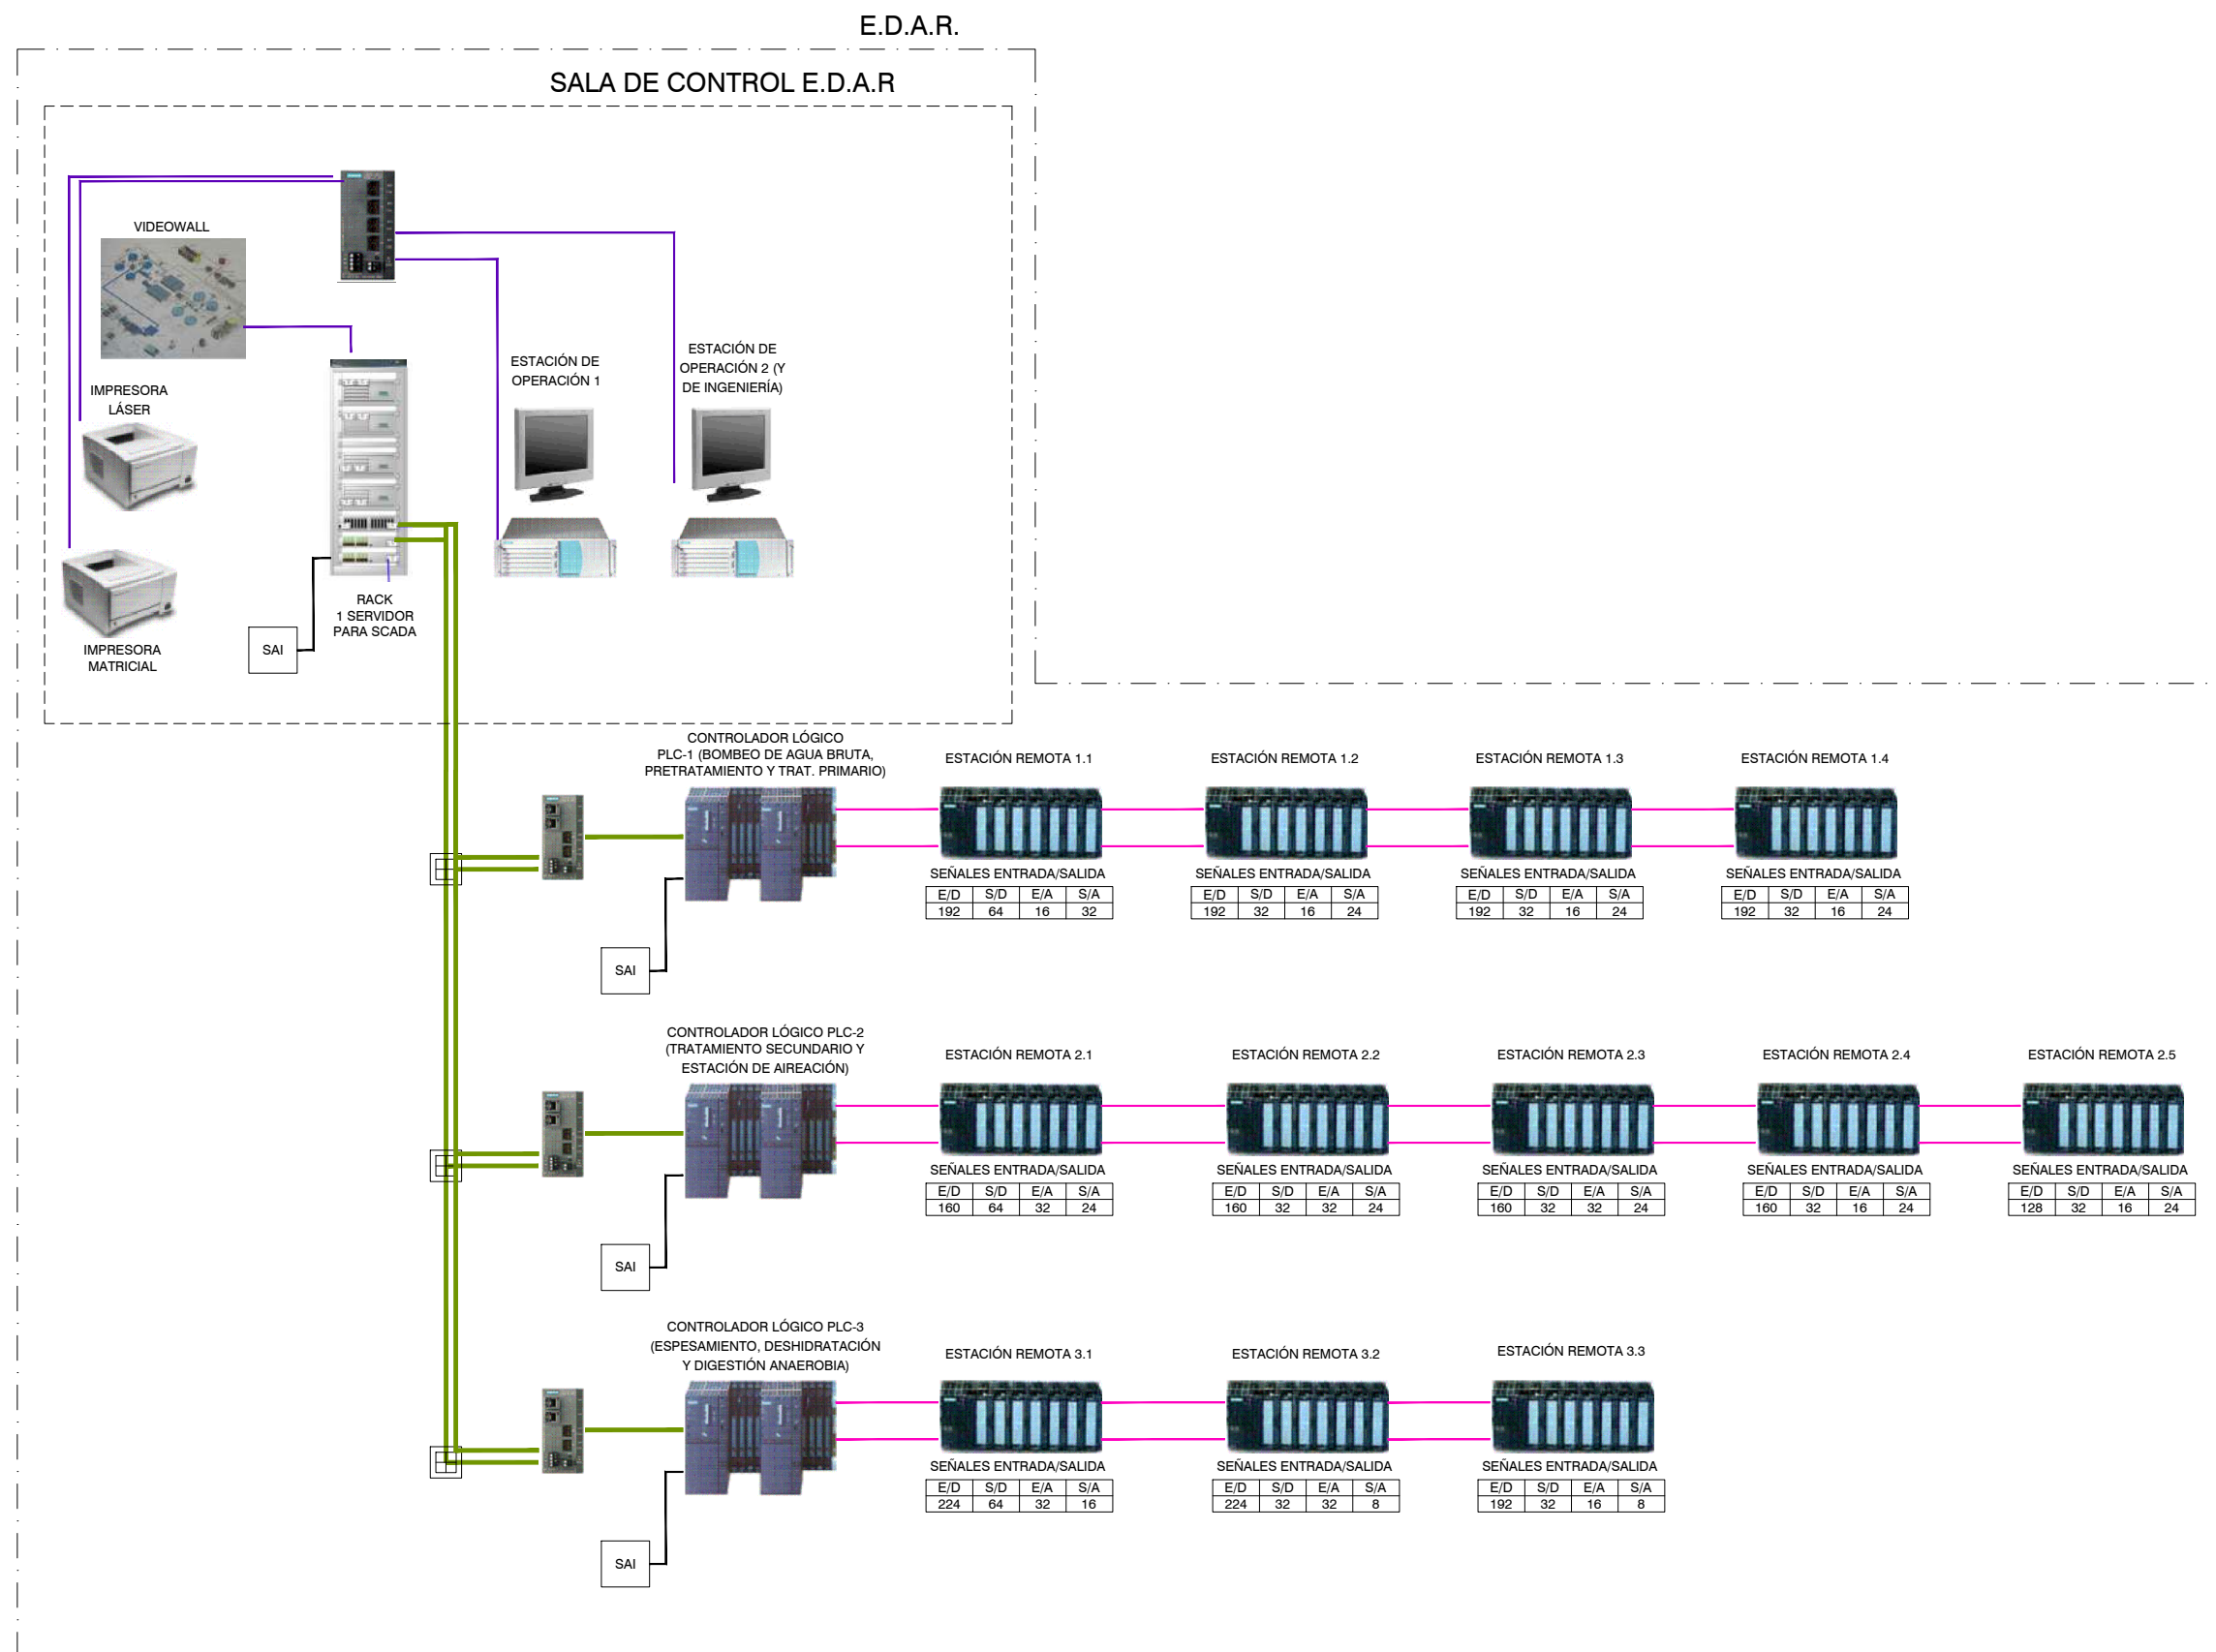 E.D.A.R.
SALA DE CONTROL E.D.A.R
VIDEOWALL
IMPRESORA
LÁSER
ESTACIÓN DE
OPERACIÓN 1
ESTACIÓN DE
OPERACIÓN 2 (Y
DE INGENIERÍA)
RACK
1 SERVIDOR
PARA SCADA
SAI
IMPRESORA
MATRICIAL
CONTROLADOR LÓGICO
PLC-1 (BOMBEO DE AGUA BRUTA,
PRETRATAMIENTO Y TRAT. PRIMARIO)
ESTACIÓN REMOTA 1.1
ESTACIÓN REMOTA 1.2
ESTACIÓN REMOTA 1.3
ESTACIÓN REMOTA 1.4
SEÑALES ENTRADA/SALIDA
E/D S/D E/A S/A
192 64 16 32
SEÑALES ENTRADA/SALIDA
E/D S/D E/A S/A
192 32 16 24
SEÑALES ENTRADA/SALIDA
E/D S/D E/A S/A
192 32 16 24
SEÑALES ENTRADA/SALIDA
E/D S/D E/A S/A
192 32 16 24
SAI
CONTROLADOR LÓGICO PLC-2
(TRATAMIENTO SECUNDARIO Y
ESTACIÓN DE AIREACIÓN)
ESTACIÓN REMOTA 2.1
ESTACIÓN REMOTA 2.2
ESTACIÓN REMOTA 2.3
ESTACIÓN REMOTA 2.4
ESTACIÓN REMOTA 2.5
SEÑALES ENTRADA/SALIDA
E/D S/D E/A S/A
160 64 32 24
SEÑALES ENTRADA/SALIDA
E/D S/D E/A S/A
160 32 32 24
SEÑALES ENTRADA/SALIDA
E/D S/D E/A S/A
160 32 32 24
SEÑALES ENTRADA/SALIDA
E/D S/D E/A S/A
160 32 16 24
SEÑALES ENTRADA/SALIDA
E/D S/D E/A S/A
128 32 16 24
SAI
CONTROLADOR LÓGICO PLC-3
(ESPESAMIENTO, DESHIDRATACIÓN
Y DIGESTIÓN ANAEROBIA)
ESTACIÓN REMOTA 3.1
ESTACIÓN REMOTA 3.2
ESTACIÓN REMOTA 3.3
SEÑALES ENTRADA/SALIDA
E/D S/D E/A S/A
224 64 32 16
SEÑALES ENTRADA/SALIDA
E/D S/D E/A S/A
224 32 32 8
SEÑALES ENTRADA/SALIDA
E/D S/D E/A S/A
192 32 16 8
SAI